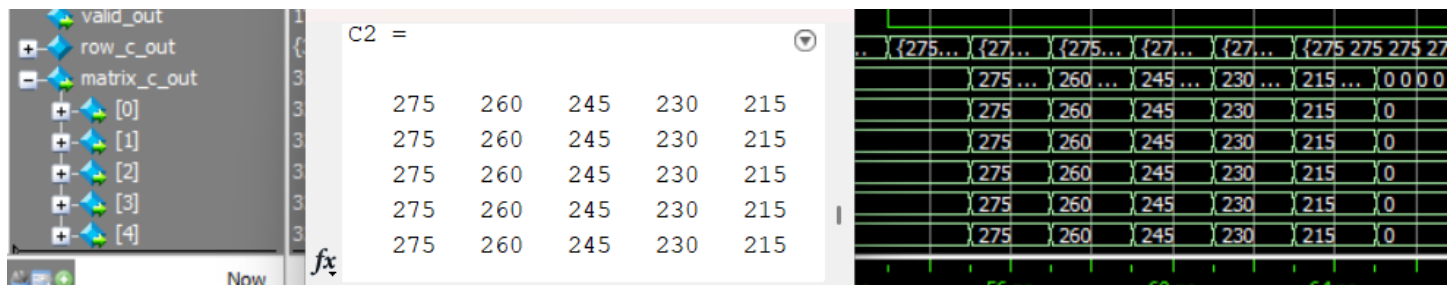 valid_out
row_c_out
matrix_c_out
[0]
[1]
[2]
[3]
[4]
Now
C2 =
275 260 245 230 215
275 260 245 230 215
275 260 245 230 215
275 260 245 230 215
275 260 245 230 215
fx
{275... {27... {275... {27... {27... {275 275 275 27
275 ... 260 ... 245 ... 230 ... 215 ... 0 0 0 0
275 260 245 230 215 0
275 260 245 230 215 0
275 260 245 230 215 0
275 260 245 230 215 0
275 260 245 230 215 0